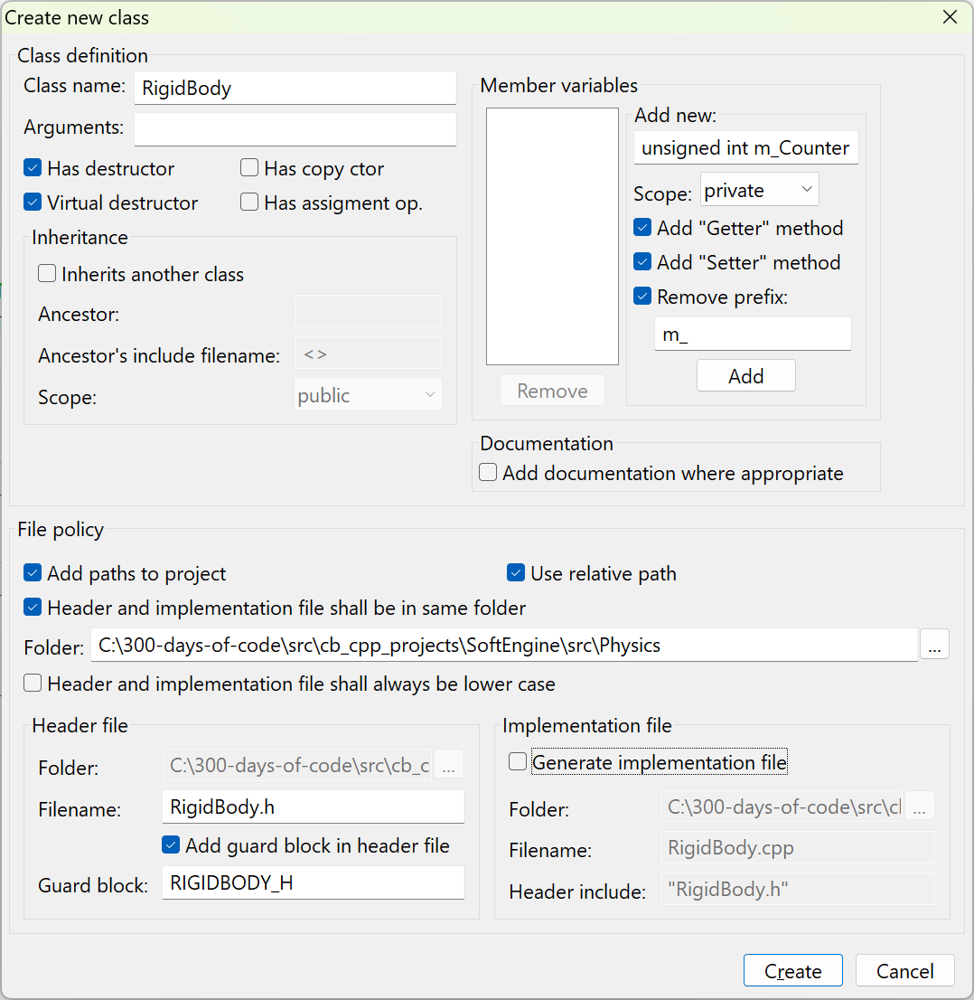 Create new class
Class definition
Class name: RigidBody
Arguments:
Has destructor
Has copy ctor
Virtual destructor
Has assigment op.
Inheritance
Inherits another class
Ancestor:
Ancestor's include filename: <>
Scope: public
Member variables
Remove
Add new:
unsigned int m_Counter
Scope: private
Add "Getter" method
Add "Setter" method
Remove prefix:
m_
Add
Documentation
Add documentation where appropriate
File policy
Add paths to project
Use relative path
Header and implementation file shall be in same folder
Folder: C:\300-days-of-code\src\cb_cpp_projects\SoftEngine\src\Physics ...
Header and implementation file shall always be lower case
Header file
Folder: C:\300-days-of-code\src\cb_c ...
Filename: RigidBody.h
Add guard block in header file
Guard block: RIGIDBODY_H
Implementation file
Generate implementation file
Folder: C:\300-days-of-code\src\cl ...
Filename: RigidBody.cpp
Header include: "RigidBody.h"
Create
Cancel